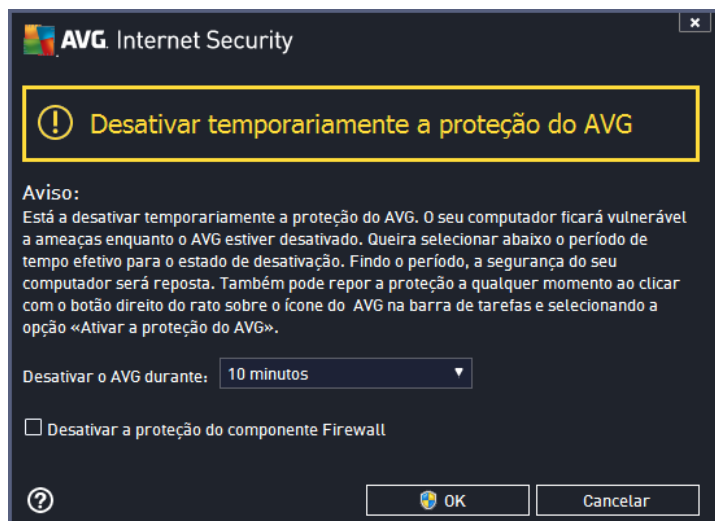 AVG. Internet Security
Desativar temporariamente a proteção do AVG
Aviso:
Está a desativar temporariamente a proteção do AVG. O seu computador ficará vulnerável
a ameaças enquanto o AVG estiver desativado. Queira selecionar abaixo o período de
tempo efetivo para o estado de desativação. Findo o período, a segurança do seu
computador será reposta. Também pode repor a proteção a qualquer momento ao clicar
com o botão direito do rato sobre o ícone do AVG na barra de tarefas e selecionando a
opção «Ativar a proteção do AVG».
Desativar o AVG durante: 10 minutos
Desativar a proteção do componente Firewall
OK Cancelar